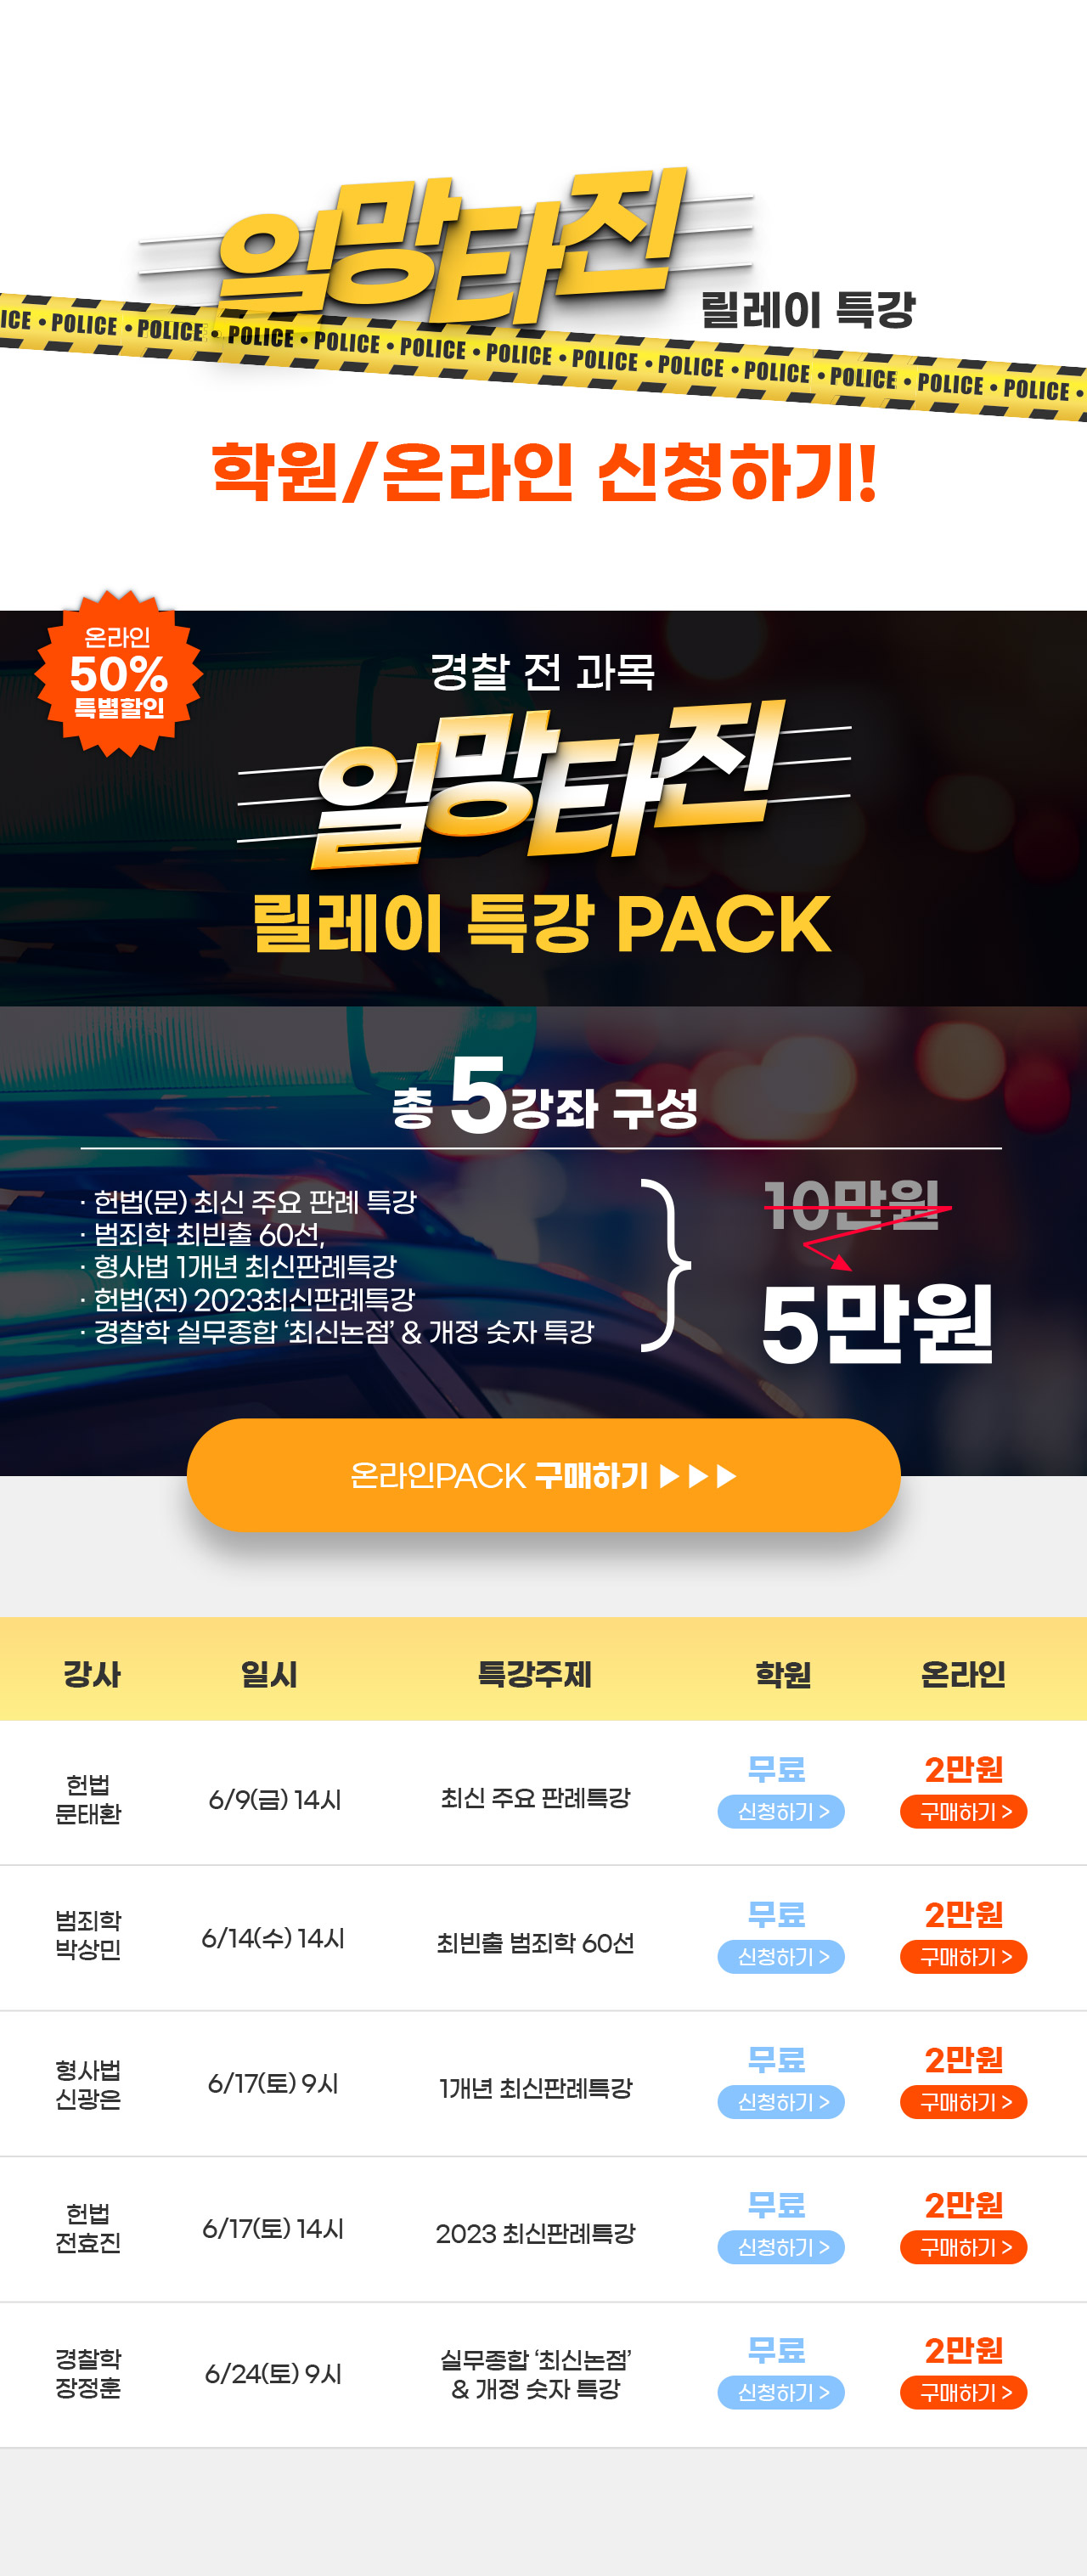 일망타진
릴레이 특강
ICE • POLICE • POLICE • POLICE • POLICE • POLICE • POLICE • POLICE • POLICE • POLICE • POLICE • POLICE • POLICE •
학원/온라인 신청하기!
온라인
50%
특별할인
경찰 전 과목
일망타진
릴레이 특강 PACK
총 5강좌 구성
· 헌법(문) 최신 주요 판례 특강
· 범죄학 최빈출 60선,
· 형사법 1개년 최신판례특강
· 헌법(전) 2023최신판례특강
· 경찰학 실무종합 ‘최신논점’ & 개정 숫자 특강
10만원
5만원
온라인PACK 구매하기 ▶▶▶
강사 일시 특강주제 학원 온라인
헌법
문태환
6/9(금) 14시
최신 주요 판례특강
무료
신청하기 >
2만원
구매하기 >
범죄학
박상민
6/14(수) 14시
최빈출 범죄학 60선
무료
신청하기 >
2만원
구매하기 >
형사법
신광은
6/17(토) 9시
1개년 최신판례특강
무료
신청하기 >
2만원
구매하기 >
헌법
전효진
6/17(토) 14시
2023 최신판례특강
무료
신청하기 >
2만원
구매하기 >
경찰학
장정훈
6/24(토) 9시
실무종합 ‘최신논점’
& 개정 숫자 특강
무료
신청하기 >
2만원
구매하기 >